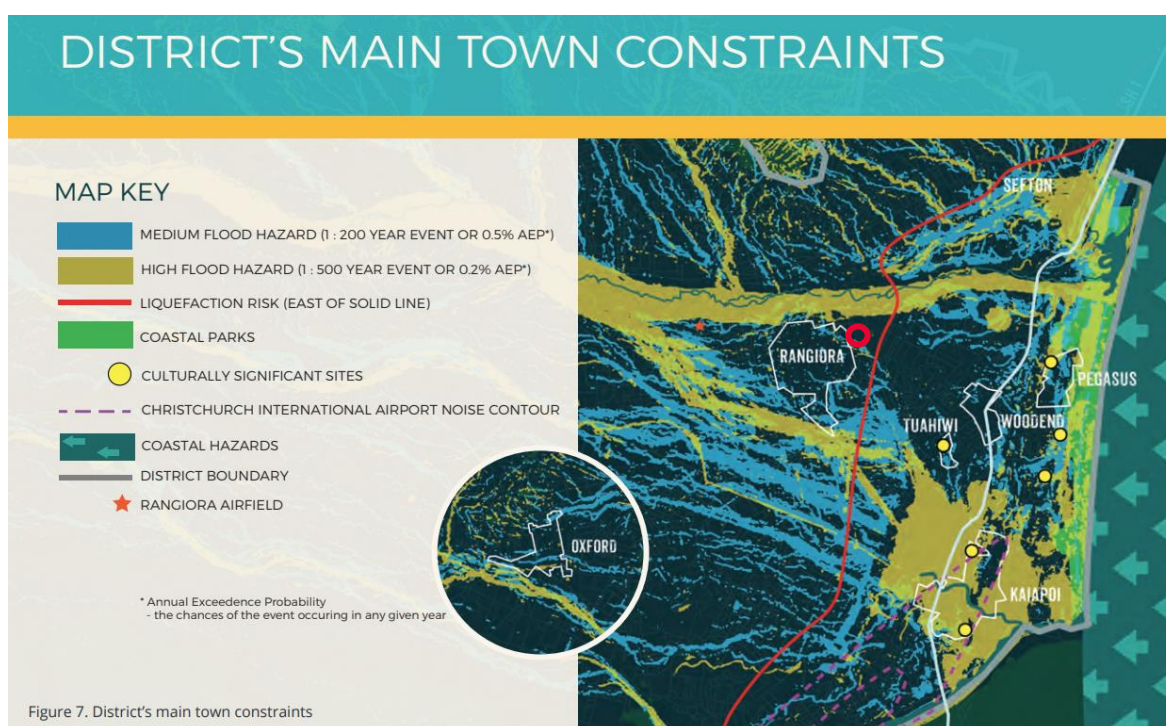 DISTRICT'S MAIN TOWN CONSTRAINTS
MAP KEY
MEDIUM FLOOD HAZARD (1 : 200 YEAR EVENT OR 0.5% AEP*)
HIGH FLOOD HAZARD (1 : 500 YEAR EVENT OR 0.2% AEP*)
LIQUEFACTION RISK (EAST OF SOLID LINE)
COASTAL PARKS
CULTURALLY SIGNIFICANT SITES
CHRISTCHURCH INTERNATIONAL AIRPORT NOISE CONTOUR
COASTAL HAZARDS
DISTRICT BOUNDARY
RANGIORA AIRFIELD
* Annual Exceedence Probability
- the chances of the event occuring in any given year
Figure 7. District's main town constraints
SH 1
SEFTON
RANGIORA
PEGASUS
TUAHIWI
WOODEND
OXFORD
KAIAPOI